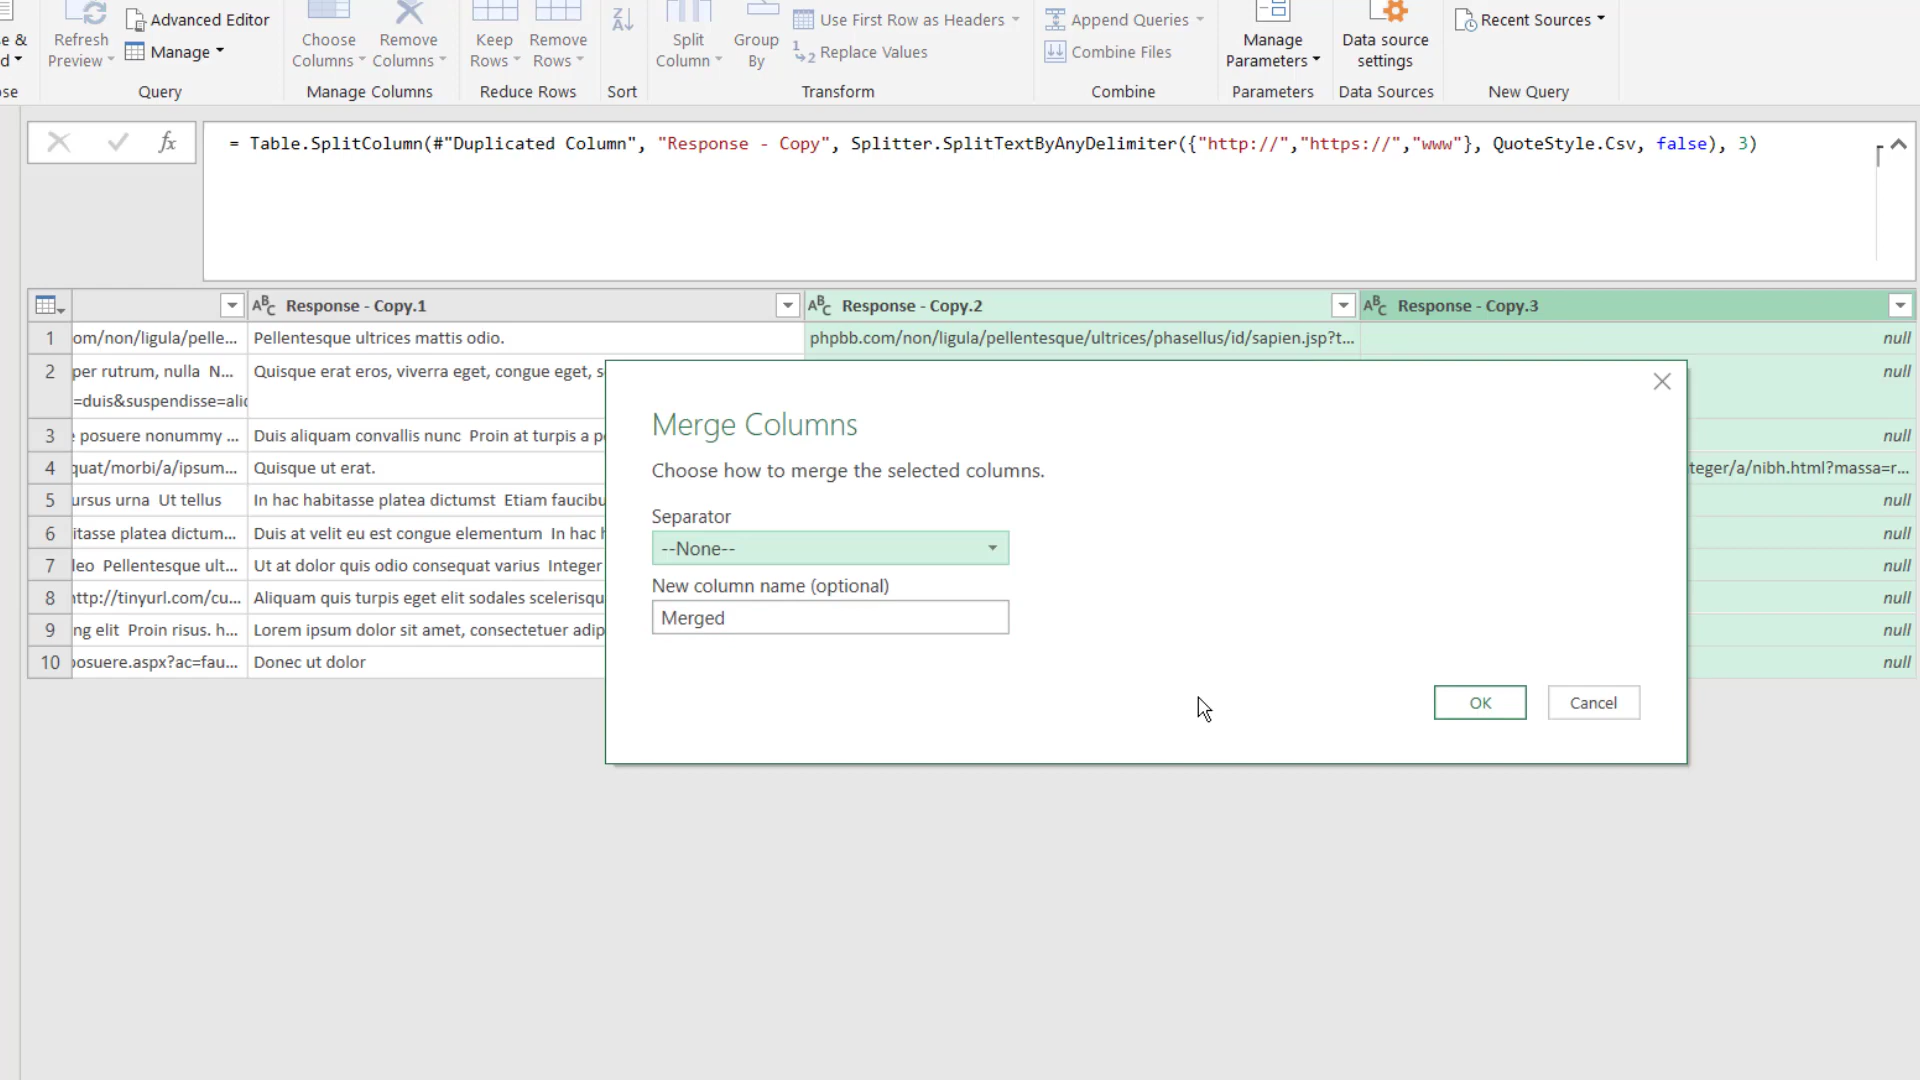 e & Refresh Advanced Editor Choose Remove Keep Remove Split Group Use First Row as Headers Append Queries Manage Data source Recent Sources
d Preview Manage Columns Columns Rows Rows Column By Replace Values Combine Files Parameters settings
ose Query Manage Columns Reduce Rows Sort Transform Combine Parameters Data Sources New Query
fx = Table.SplitColumn(#"Duplicated Column", "Response - Copy", Splitter.SplitTextByAnyDelimiter({"http://","https://","www"}, QuoteStyle.Csv, false), 3)
ABC Response - Copy.1 ABC Response - Copy.2 ABC Response - Copy.3
1 om/non/ligula/pelle... Pellentesque ultrices mattis odio. phpbb.com/non/ligula/pellentesque/ultrices/phasellus/id/sapien.jsp?t... null
2 per rutrum, nulla N... Quisque erat eros, viverra eget, congue eget, s null
=duis&suspendisse=alic
3 posuere nonummy ... Duis aliquam convallis nunc Proin at turpis a p null
4 quat/morbi/a/ipsum... Quisque ut erat. teger/a/nibh.html?massa=r...
5 ursus urna Ut tellus In hac habitasse platea dictumst Etiam faucibu null
6 itasse platea dictum... Duis at velit eu est congue elementum In hac h null
7 leo Pellentesque ult... Ut at dolor quis odio consequat varius Integer null
8 http://tinyurl.com/cu... Aliquam quis turpis eget elit sodales scelerisqu null
9 ng elit Proin risus. h... Lorem ipsum dolor sit amet, consectetuer adip null
10 posuere.aspx?ac=fau... Donec ut dolor null
Merge Columns
Choose how to merge the selected columns.
Separator
--None--
New column name (optional)
Merged
OK Cancel